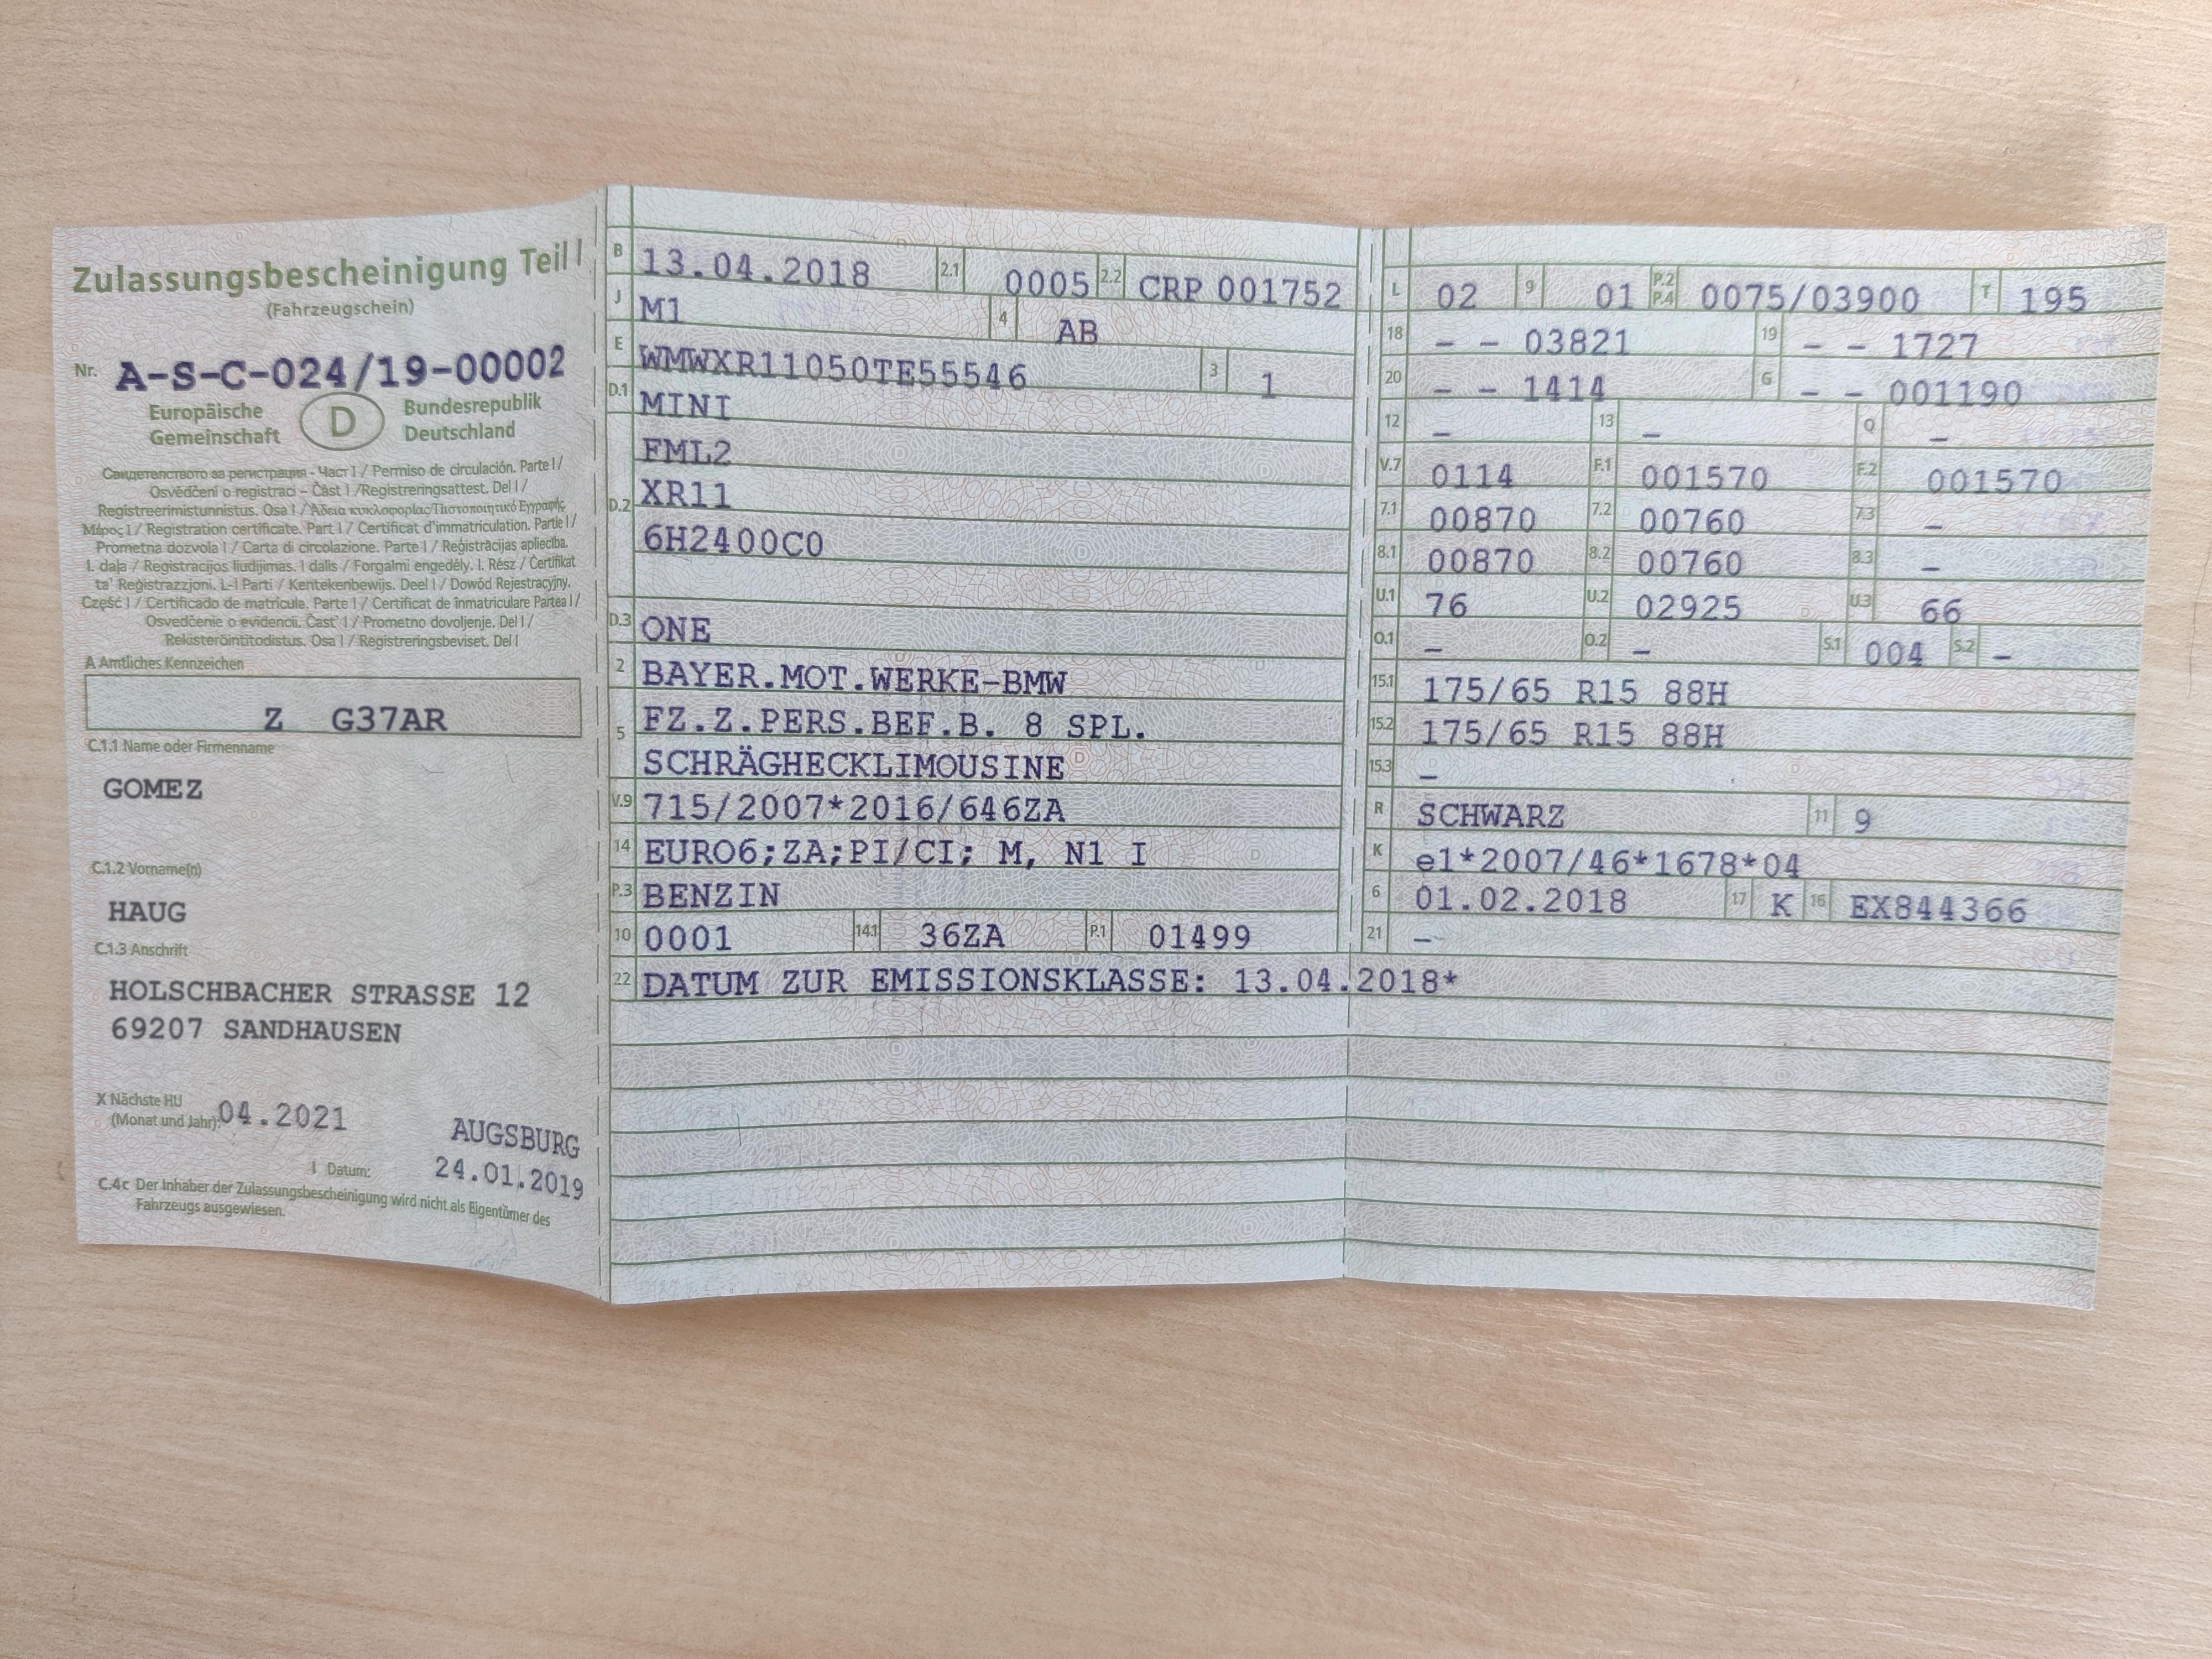 Zulassungsbescheinigung Teil I
(Fahrzeugschein)
Nr. A-S-C-024/19-00002
Europäische Gemeinschaft D Bundesrepublik Deutschland
Свидетелството за регистрация - Част I / Permiso de circulación. Parte I /
Osvědčení o registraci – Část I / Registreringsattest. Del I /
Registreerimistunnistus. Osa I / Άδεια κυκλοφορίας/Πιστοποιητικό Εγγραφής
Μέρος I / Registration certificate. Part I / Certificat d'immatriculation. Partie I /
Prometna dozvola I / Carta di circolazione. Parte I / Reģistrācijas apliecība.
I. daļa / Registracijos liudijimas. I dalis / Forgalmi engedély. I. Rész / Ċertifikat
ta' Reġistrazzjoni. L-I Parti / Kentekenbewijs. Deel I / Dowód Rejestracyjny.
Część I / Certificado de matrícula. Parte I / Certificat de înmatriculare Partea I /
Osvedčenie o evidencii. Časť I / Prometno dovoljenje. Del I /
Rekisteröintitodistus. Osa I / Registreringsbeviset. Del I
A Amtliches Kennzeichen
Z G37AR
C.1.1 Name oder Firmenname
GOMEZ
C.1.2 Vorname(n)
HAUG
C.1.3 Anschrift
HOLSCHBACHER STRASSE 12
69207 SANDHAUSEN
X Nächste HU
(Monat und Jahr): 04.2021
AUGSBURG
I Datum: 24.01.2019
C.4c Der Inhaber der Zulassungsbescheinigung wird nicht als Eigentümer des
Fahrzeugs ausgewiesen.
B 13.04.2018 2.1 0005 2.2 CRP 001752
J M1 4 AB
E WMWXR11050TE55546 3 1
D.1 MINI
FML2
D.2 XR11
6H2400C0
D.3 ONE
2 BAYER.MOT.WERKE-BMW
5 FZ.Z.PERS.BEF.B. 8 SPL.
SCHRÄGHECKLIMOUSINE
V.9 715/2007*2016/646ZA
14 EURO6;ZA;PI/CI; M, N1 I
P.3 BENZIN
10 0001 14.1 36ZA P.1 01499
22 DATUM ZUR EMISSIONSKLASSE: 13.04.2018*
L 02 9 01 P.2 P.4 0075/03900 T 195
18 - - 03821 19 - - 1727
20 - - 1414 G - - 001190
12 - 13 - Q -
V.7 0114 F.1 001570 F.2 001570
7.1 00870 7.2 00760 7.3 -
8.1 00870 8.2 00760 8.3 -
U.1 76 U.2 02925 U.3 66
O.1 - O.2 - S.1 004 S.2 -
15.1 175/65 R15 88H
15.2 175/65 R15 88H
15.3 -
R SCHWARZ 11 9
K e1*2007/46*1678*04
6 01.02.2018 17 K 16 EX844366
21 -